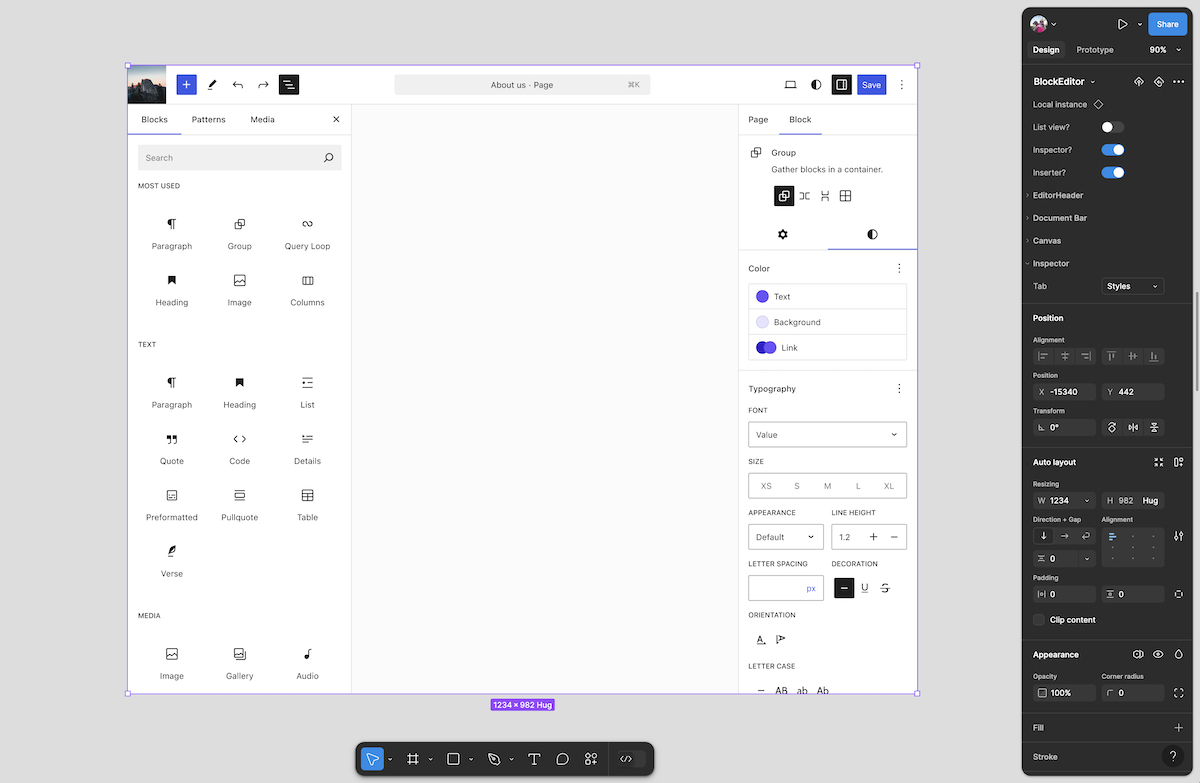 About us · Page
⌘K
Save
Blocks Patterns Media
Search
MOST USED
Paragraph Group Query Loop
Heading Image Columns
TEXT
Paragraph Heading List
Quote Code Details
Preformatted Pullquote Table
Verse
MEDIA
Image Gallery Audio
Page Block
Group
Gather blocks in a container.
Color
Text
Background
Link
Typography
FONT
Value
SIZE
XS S M L XL
APPEARANCE LINE HEIGHT
Default 1.2
LETTER SPACING DECORATION
px
ORIENTATION
LETTER CASE
AB ab Ab
1234 × 982 Hug
Share
Design Prototype 90%
BlockEditor
Local instance
List view?
Inspector?
Inserter?
EditorHeader
Document Bar
Canvas
Inspector
Tab Styles
Position
Alignment
Position
X -15340 Y 442
Transform
0°
Auto layout
Resizing
W 1234 H 982 Hug
Direction + Gap Alignment
0
Padding
0 0
Clip content
Appearance
Opacity Corner radius
100% 0
Fill
Stroke
?